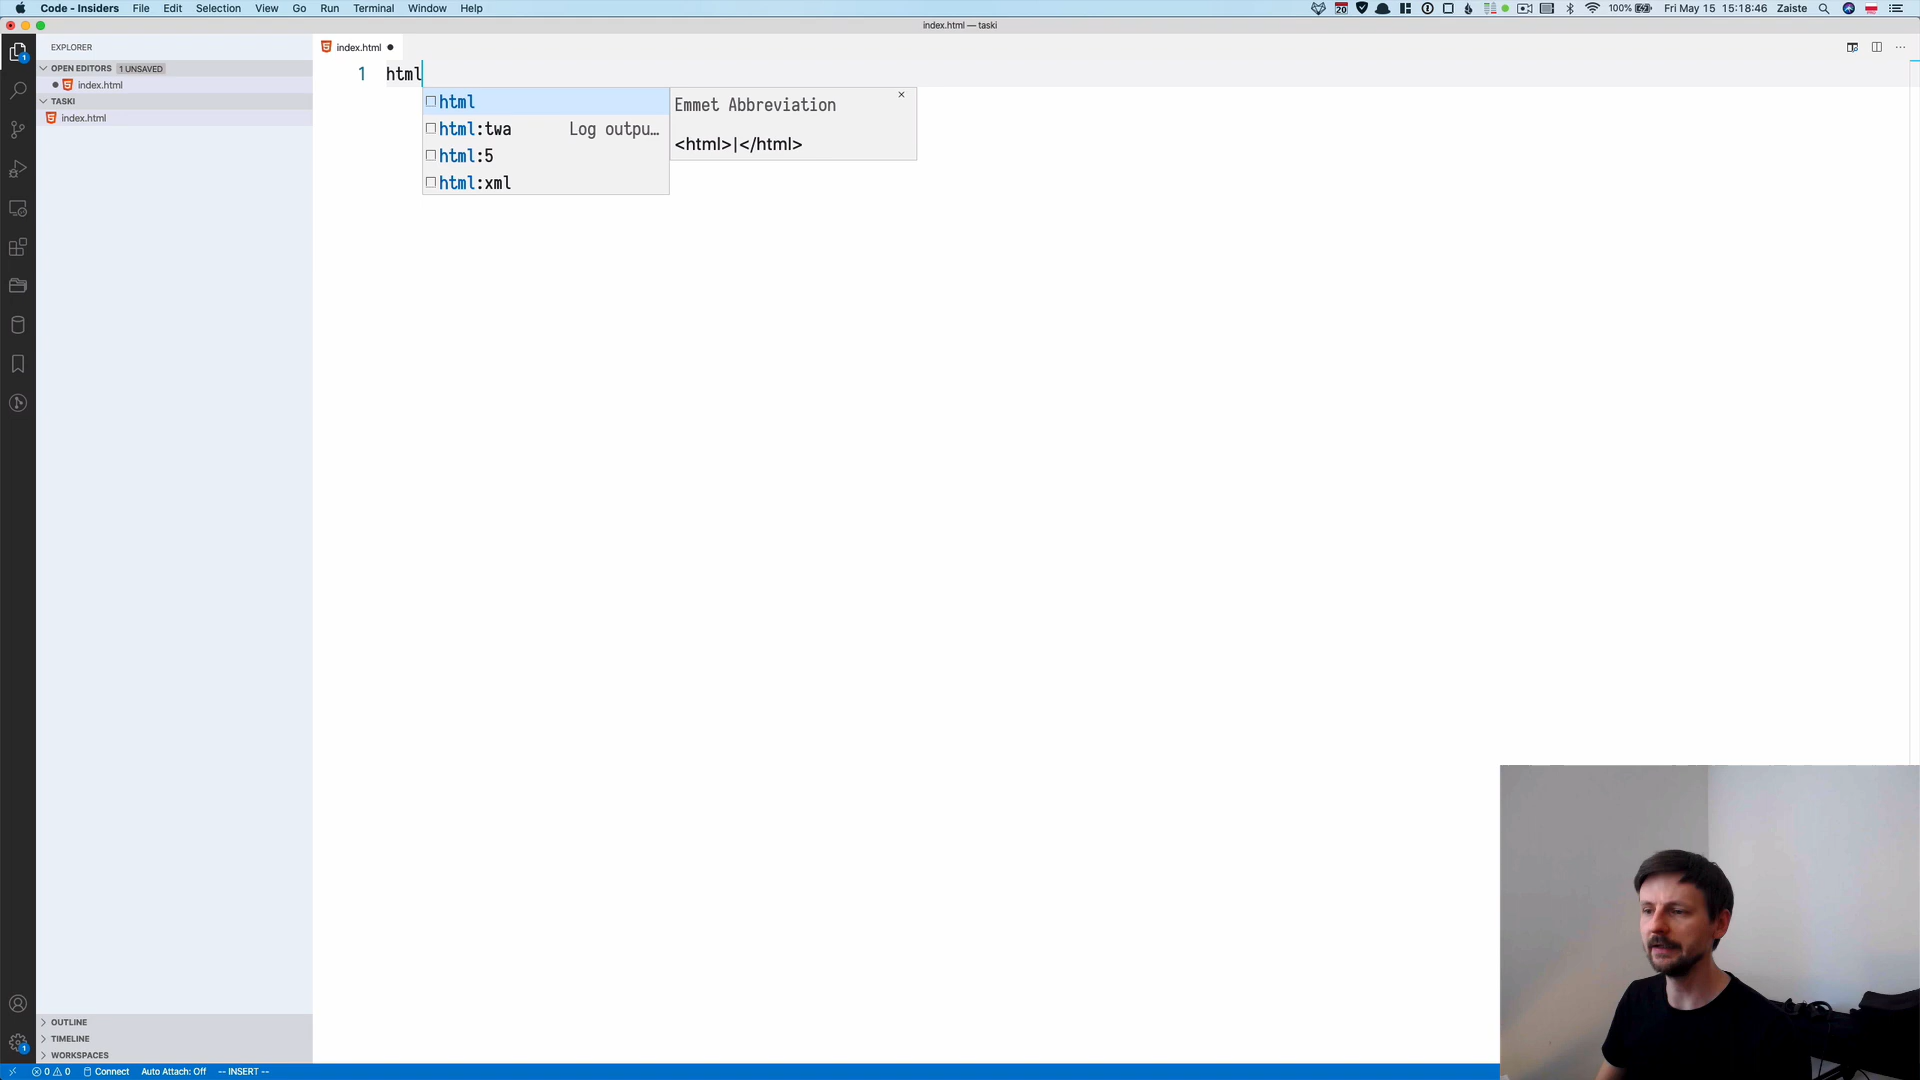 Code - Insiders File Edit Selection View Go Run Terminal Window Help
20 100% Fri May 15 15:18:46 Zaiste
index.html — taski
EXPLORER
OPEN EDITORS 1 UNSAVED
index.html
TASKI
index.html
index.html
1 html
html
html:twa Log outpu…
html:5
html:xml
Emmet Abbreviation
<html>|</html>
OUTLINE
TIMELINE
WORKSPACES
0 0 Connect Auto Attach: Off -- INSERT --
1
1